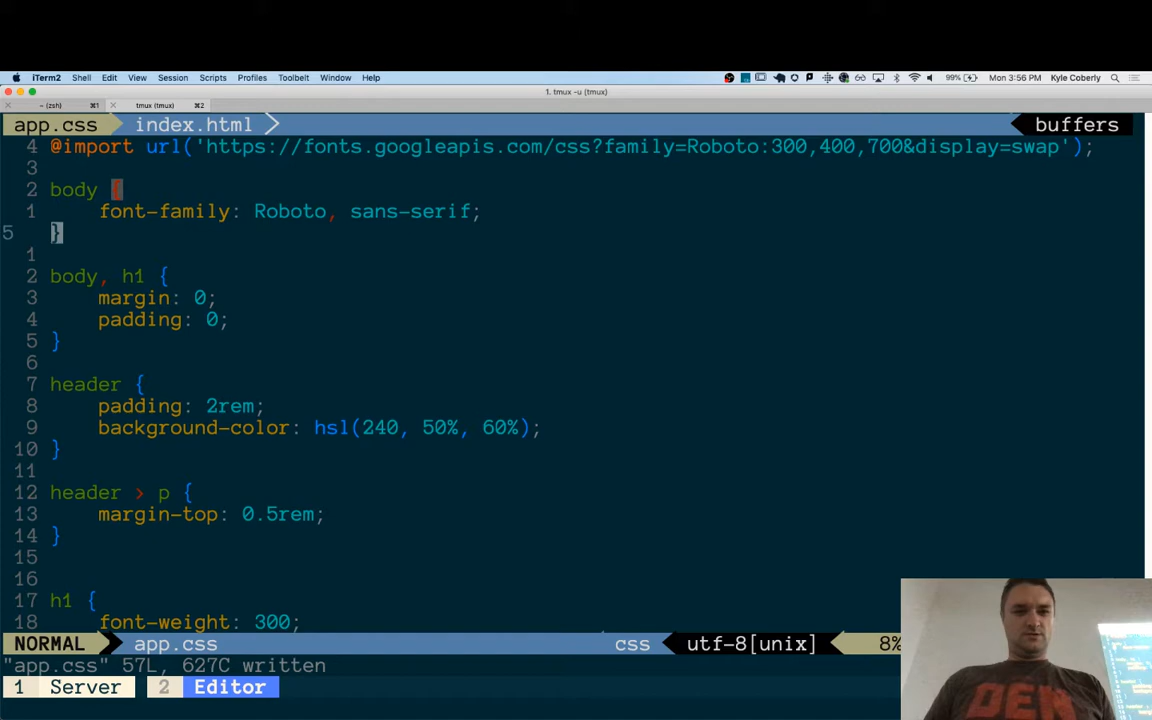 iTerm2 Shell Edit View Session Scripts Profiles Toolbelt Window Help 99% Mon 3:56 PM Kyle Coberly
1. tmux -u (tmux)
~ (zsh) ⌘1 tmux (tmux) ⌘2
app.css index.html buffers
4 @import url('https://fonts.googleapis.com/css?family=Roboto:300,400,700&display=swap');
3
2 body {
1 font-family: Roboto, sans-serif;
5 }
1
2 body, h1 {
3 margin: 0;
4 padding: 0;
5 }
6
7 header {
8 padding: 2rem;
9 background-color: hsl(240, 50%, 60%);
10 }
11
12 header > p {
13 margin-top: 0.5rem;
14 }
15
16
17 h1 {
18 font-weight: 300;
NORMAL app.css css utf-8[unix] 8%
"app.css" 57L, 627C written
1 Server 2 Editor